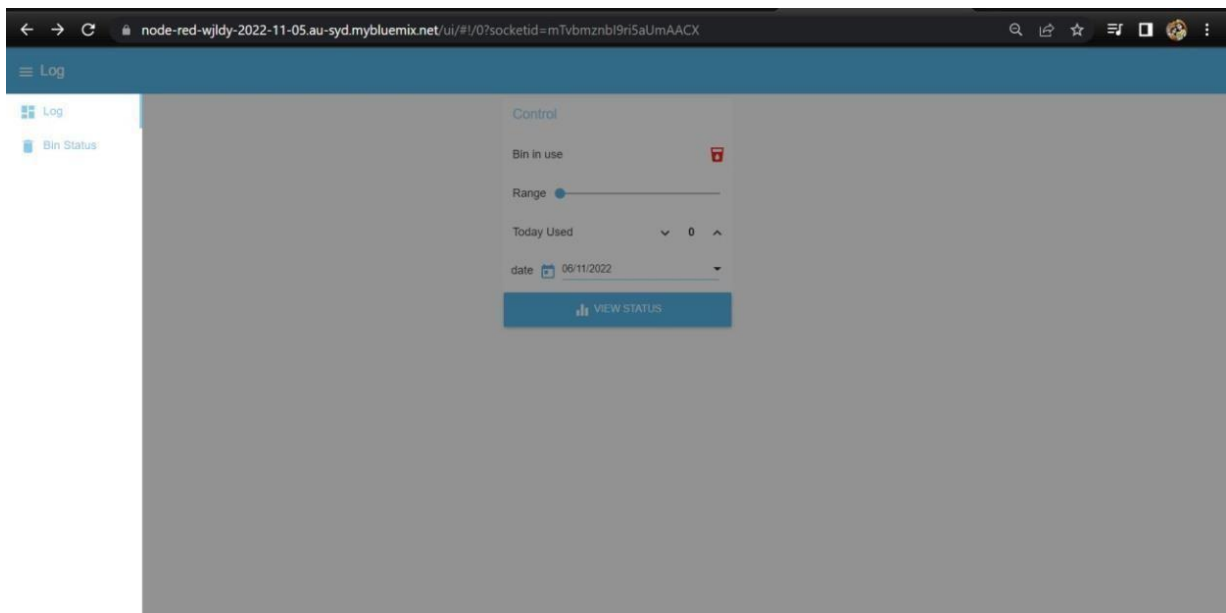 node-red-wjldy-2022-11-05.au-syd.mybluemix.net/ui/#!/0?socketid=mTvbmznbI9ri5aUmAACX
Log
Log
Bin Status
Control
Bin in use
Range
Today Used 0
date 06/11/2022
VIEW STATUS